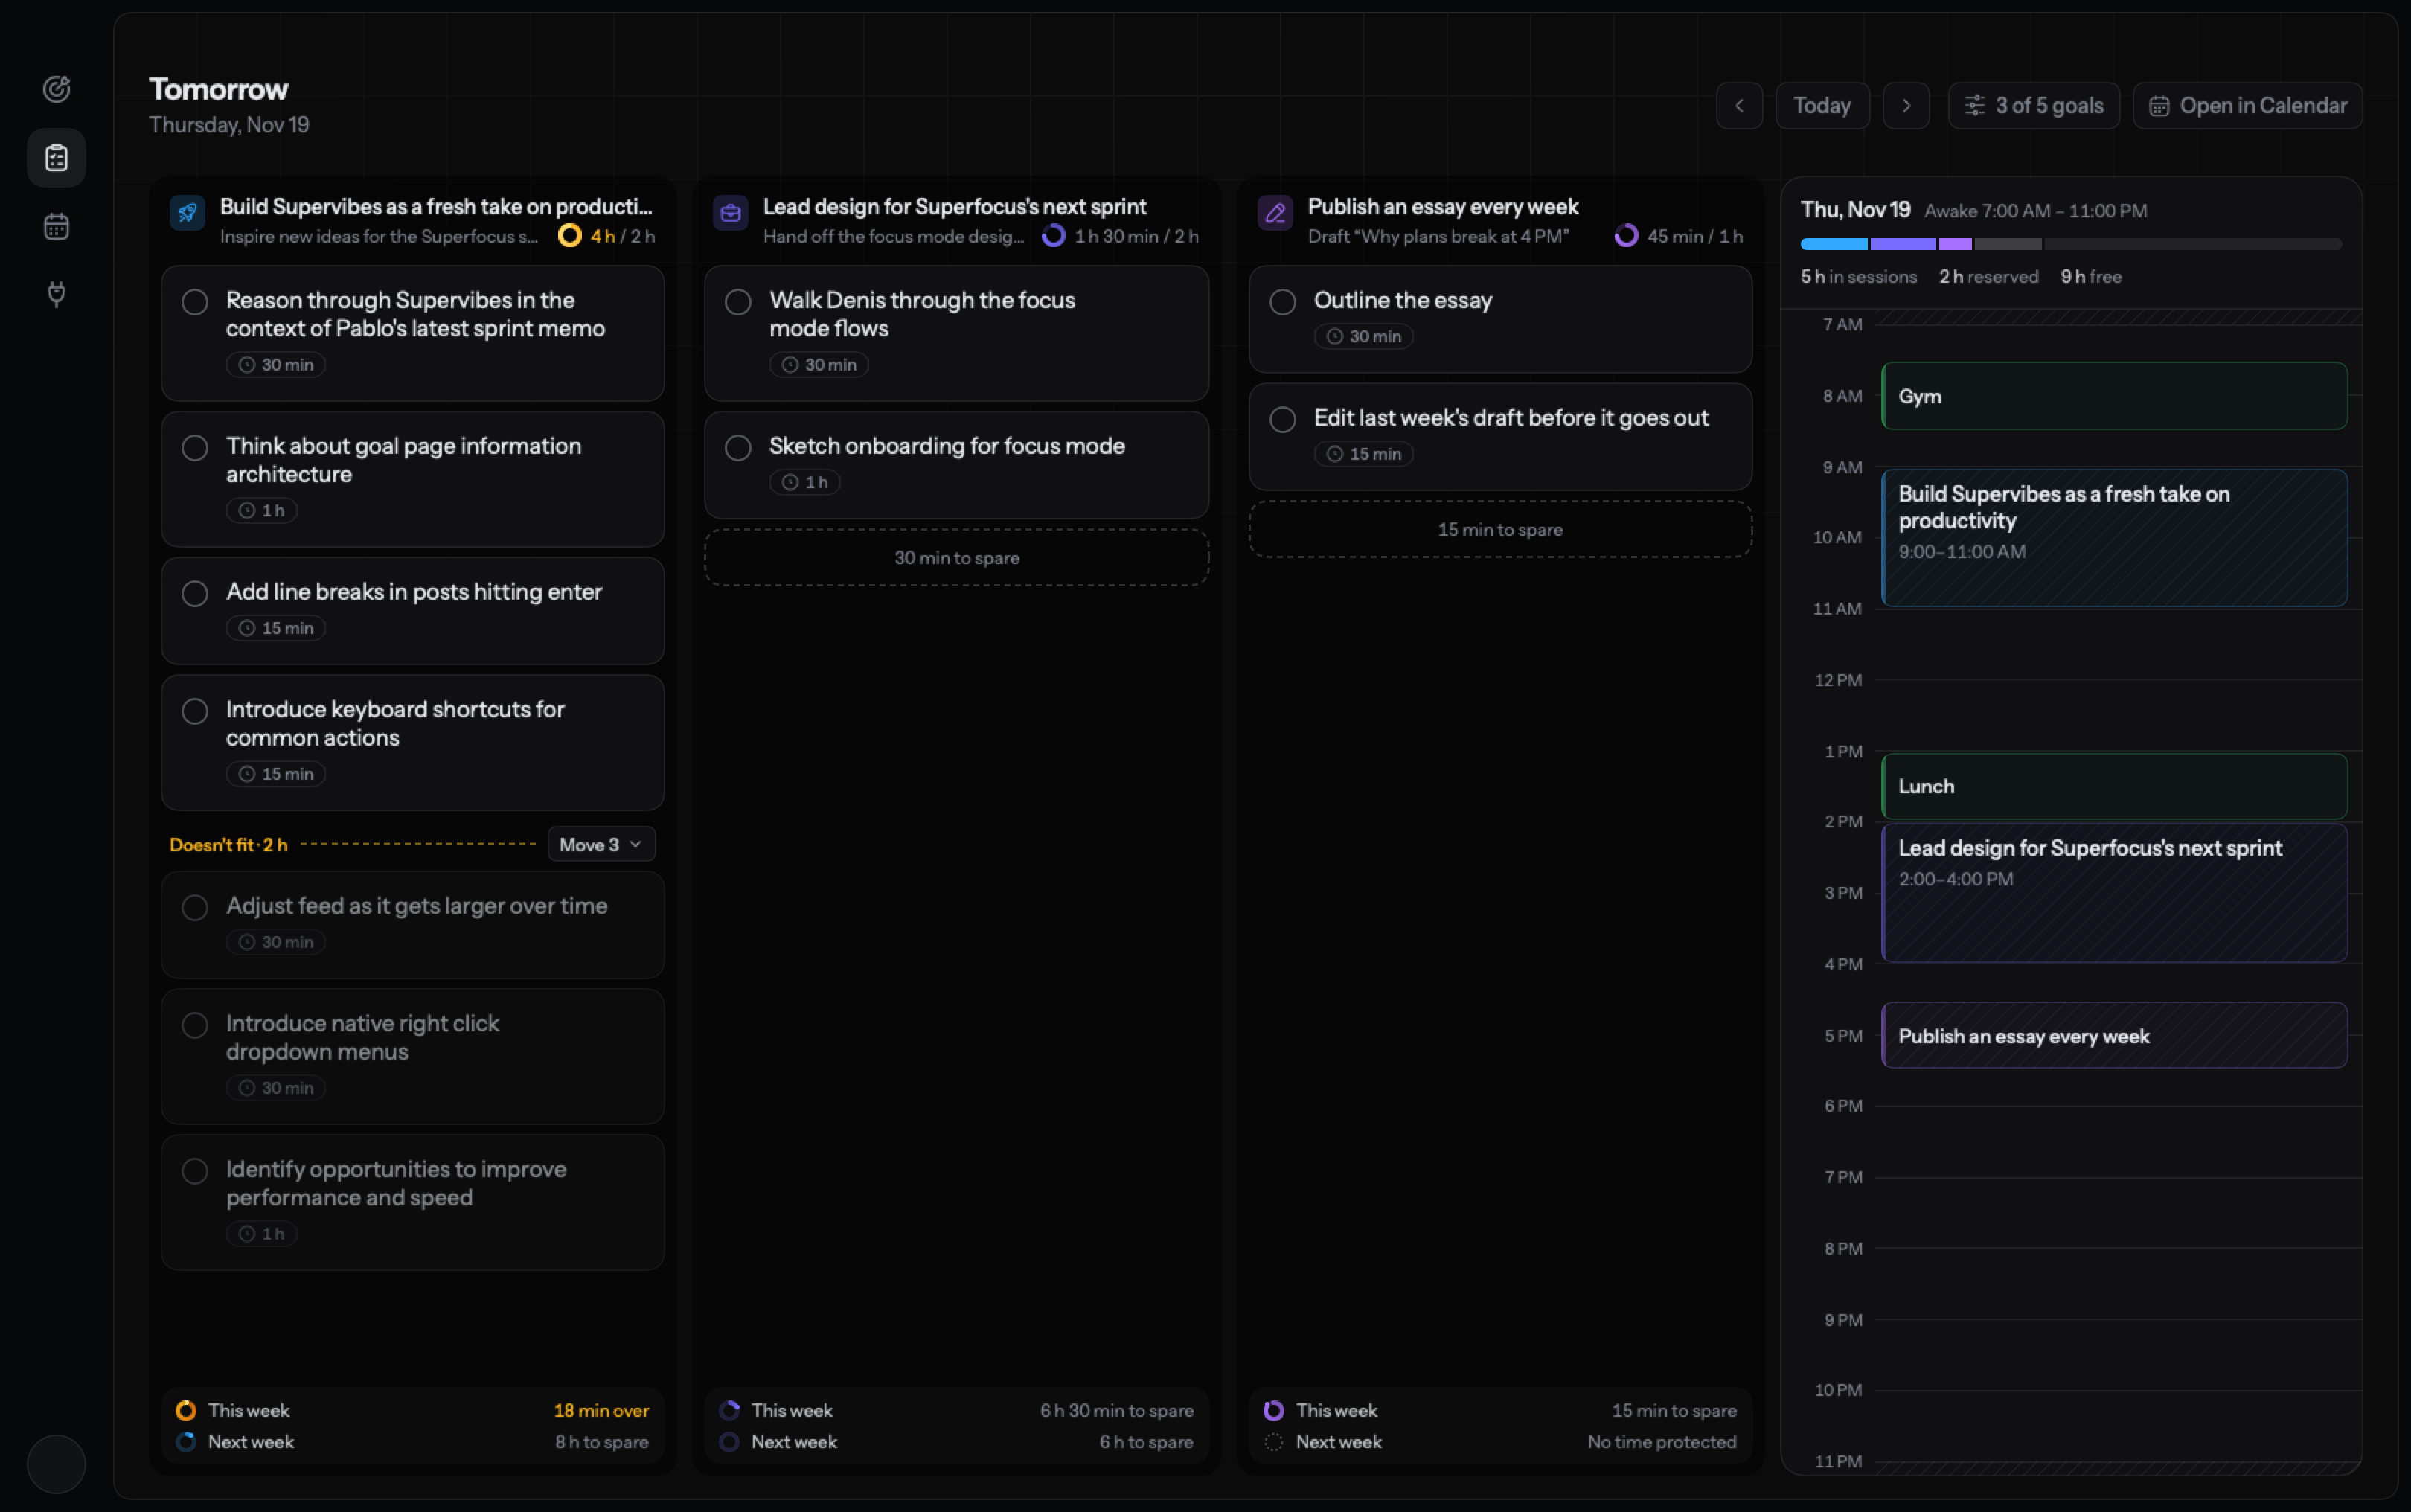 Tomorrow
Thursday, Nov 19
Today
3 of 5 goals
Open in Calendar
Build Supervibes as a fresh take on producti...
Inspire new ideas for the Superfocus s...
4 h / 2 h
Reason through Supervibes in the
context of Pablo's latest sprint memo
30 min
Think about goal page information
architecture
1 h
Add line breaks in posts hitting enter
15 min
Introduce keyboard shortcuts for
common actions
15 min
Doesn't fit · 2 h
Move 3
Adjust feed as it gets larger over time
30 min
Introduce native right click
dropdown menus
30 min
Identify opportunities to improve
performance and speed
1 h
This week
18 min over
Next week
8 h to spare
Lead design for Superfocus's next sprint
Hand off the focus mode desig...
1 h 30 min / 2 h
Walk Denis through the focus
mode flows
30 min
Sketch onboarding for focus mode
1 h
30 min to spare
This week
6 h 30 min to spare
Next week
6 h to spare
Publish an essay every week
Draft “Why plans break at 4 PM”
45 min / 1 h
Outline the essay
30 min
Edit last week's draft before it goes out
15 min
15 min to spare
This week
15 min to spare
Next week
No time protected
Thu, Nov 19 Awake 7:00 AM – 11:00 PM
5 h in sessions 2 h reserved 9 h free
7 AM
8 AM
Gym
9 AM
Build Supervibes as a fresh take on
productivity
10 AM
9:00–11:00 AM
11 AM
12 PM
1 PM
Lunch
2 PM
Lead design for Superfocus's next sprint
2:00–4:00 PM
3 PM
4 PM
5 PM
Publish an essay every week
6 PM
7 PM
8 PM
9 PM
10 PM
11 PM